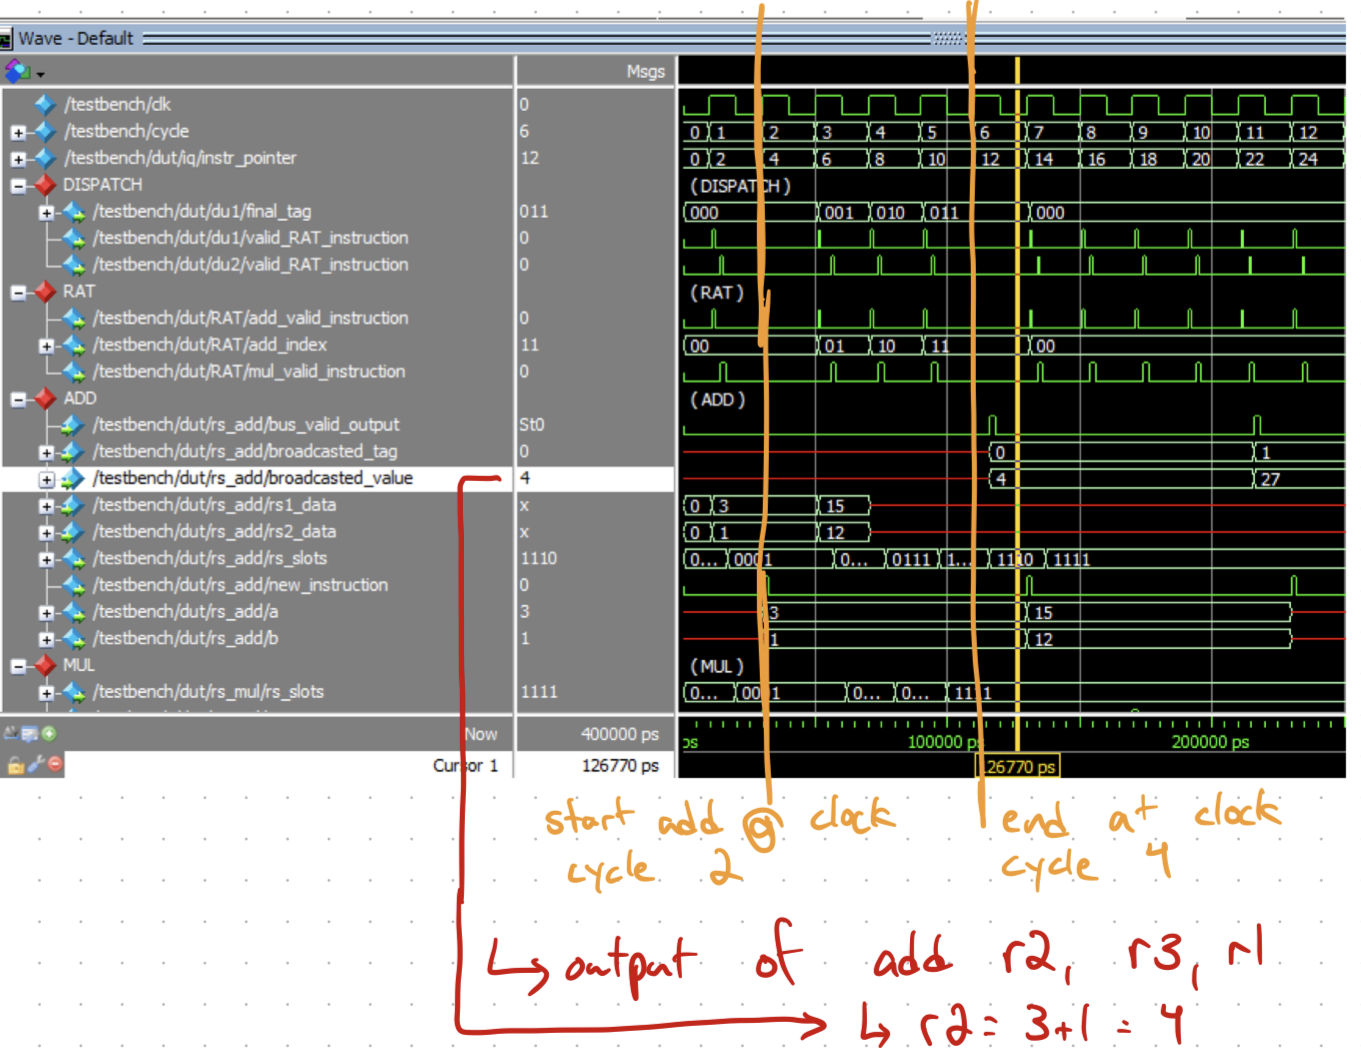 Wave - Default
Msgs
/testbench/clk 0
/testbench/cycle 6 0 1 2 3 4 5 6 7 8 9 10 11 12
/testbench/dut/iq/instr_pointer 12 0 2 4 6 8 10 12 14 16 18 20 22 24
DISPATCH (DISPATCH)
/testbench/dut/du1/final_tag 011 000 001 010 011 000
/testbench/dut/du1/valid_RAT_instruction 0
/testbench/dut/du2/valid_RAT_instruction 0
RAT (RAT)
/testbench/dut/RAT/add_valid_instruction 0
/testbench/dut/RAT/add_index 11 00 01 10 11 00
/testbench/dut/RAT/mul_valid_instruction 0
ADD (ADD)
/testbench/dut/rs_add/bus_valid_output St0
/testbench/dut/rs_add/broadcasted_tag 0 0 1
/testbench/dut/rs_add/broadcasted_value 4 4 27
/testbench/dut/rs_add/rs1_data x 0 3 15
/testbench/dut/rs_add/rs2_data x 0 1 12
/testbench/dut/rs_add/rs_slots 1110 0... 0001 0... 0111 1... 1110 1111
/testbench/dut/rs_add/new_instruction 0
/testbench/dut/rs_add/a 3 3 15
/testbench/dut/rs_add/b 1 1 12
MUL (MUL)
/testbench/dut/rs_mul/rs_slots 1111 0... 0001 0... 0... 1111
Now 400000 ps ps 100000 ps 200000 ps
Cursor 1 126770 ps 126770 ps
start add @ clock
cycle 2
end at clock
cycle 4
↳ output of add r2, r3, r1
↳ r2 = 3+1 = 4